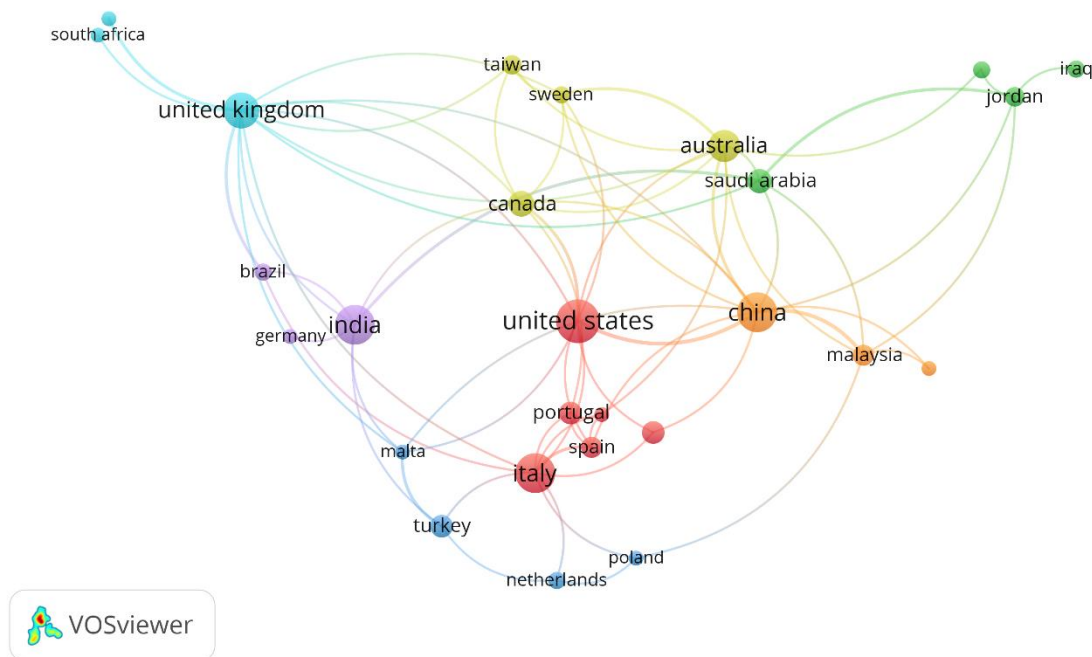 south africa
taiwan
iraq
sweden
jordan
united kingdom
australia
saudi arabia
canada
brazil
united states
china
india
germany
malaysia
portugal
spain
malta
italy
turkey
poland
netherlands
VOSviewer